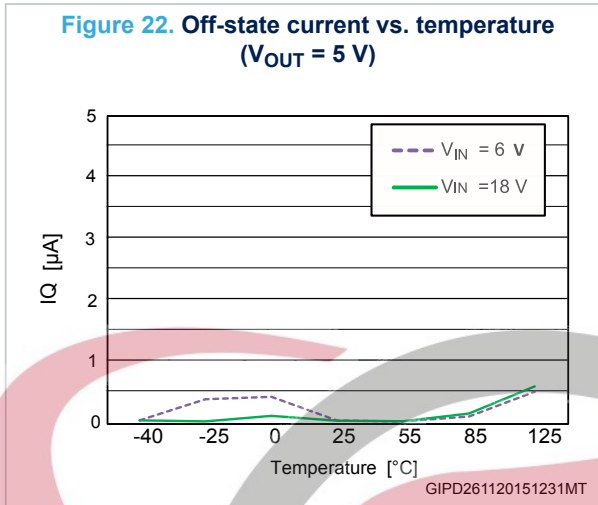 Figure 22. Off-state current vs. temperature
(VOUT = 5 V)
5
4
3
2
1
0
IQ [μA]
VIN = 6 V
VIN =18 V
-40 -25 0 25 55 85 125
Temperature [°C]
GIPD261120151231MT